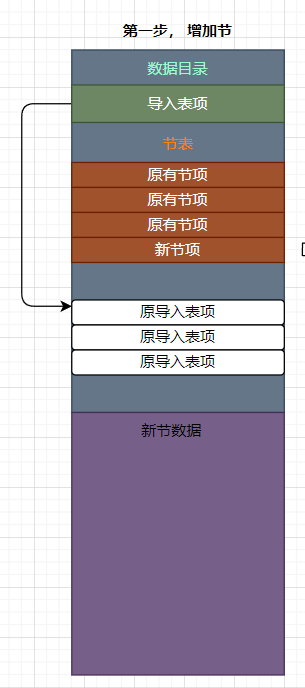 第一步， 增加节
数据目录
导入表项
节表
原有节项
原有节项
原有节项
新节项
原导入表项
原导入表项
原导入表项
新节数据